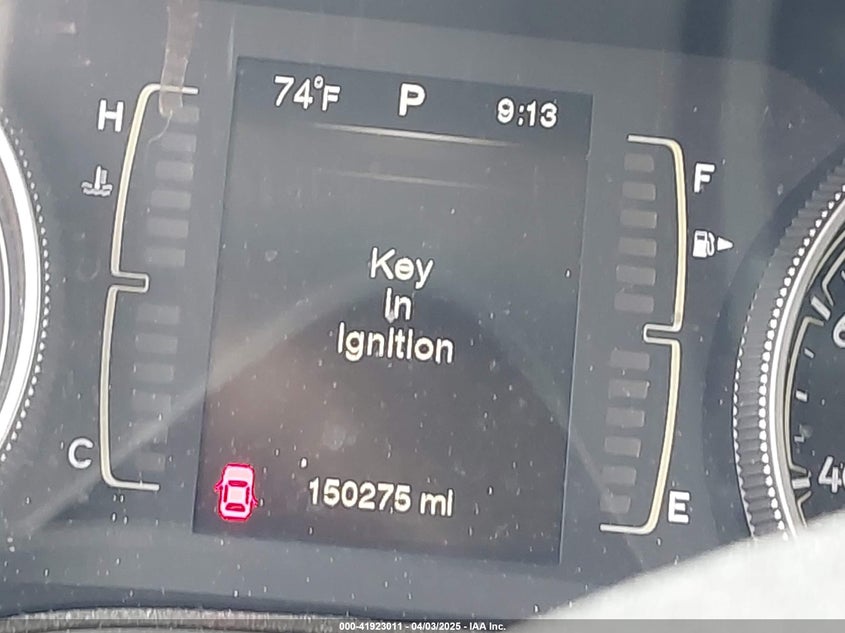 74°F P 9:13
H
F
Key
in
Ignition
C
E
150275 mi
000-41923011 - 04/03/2025 - IAA Inc.